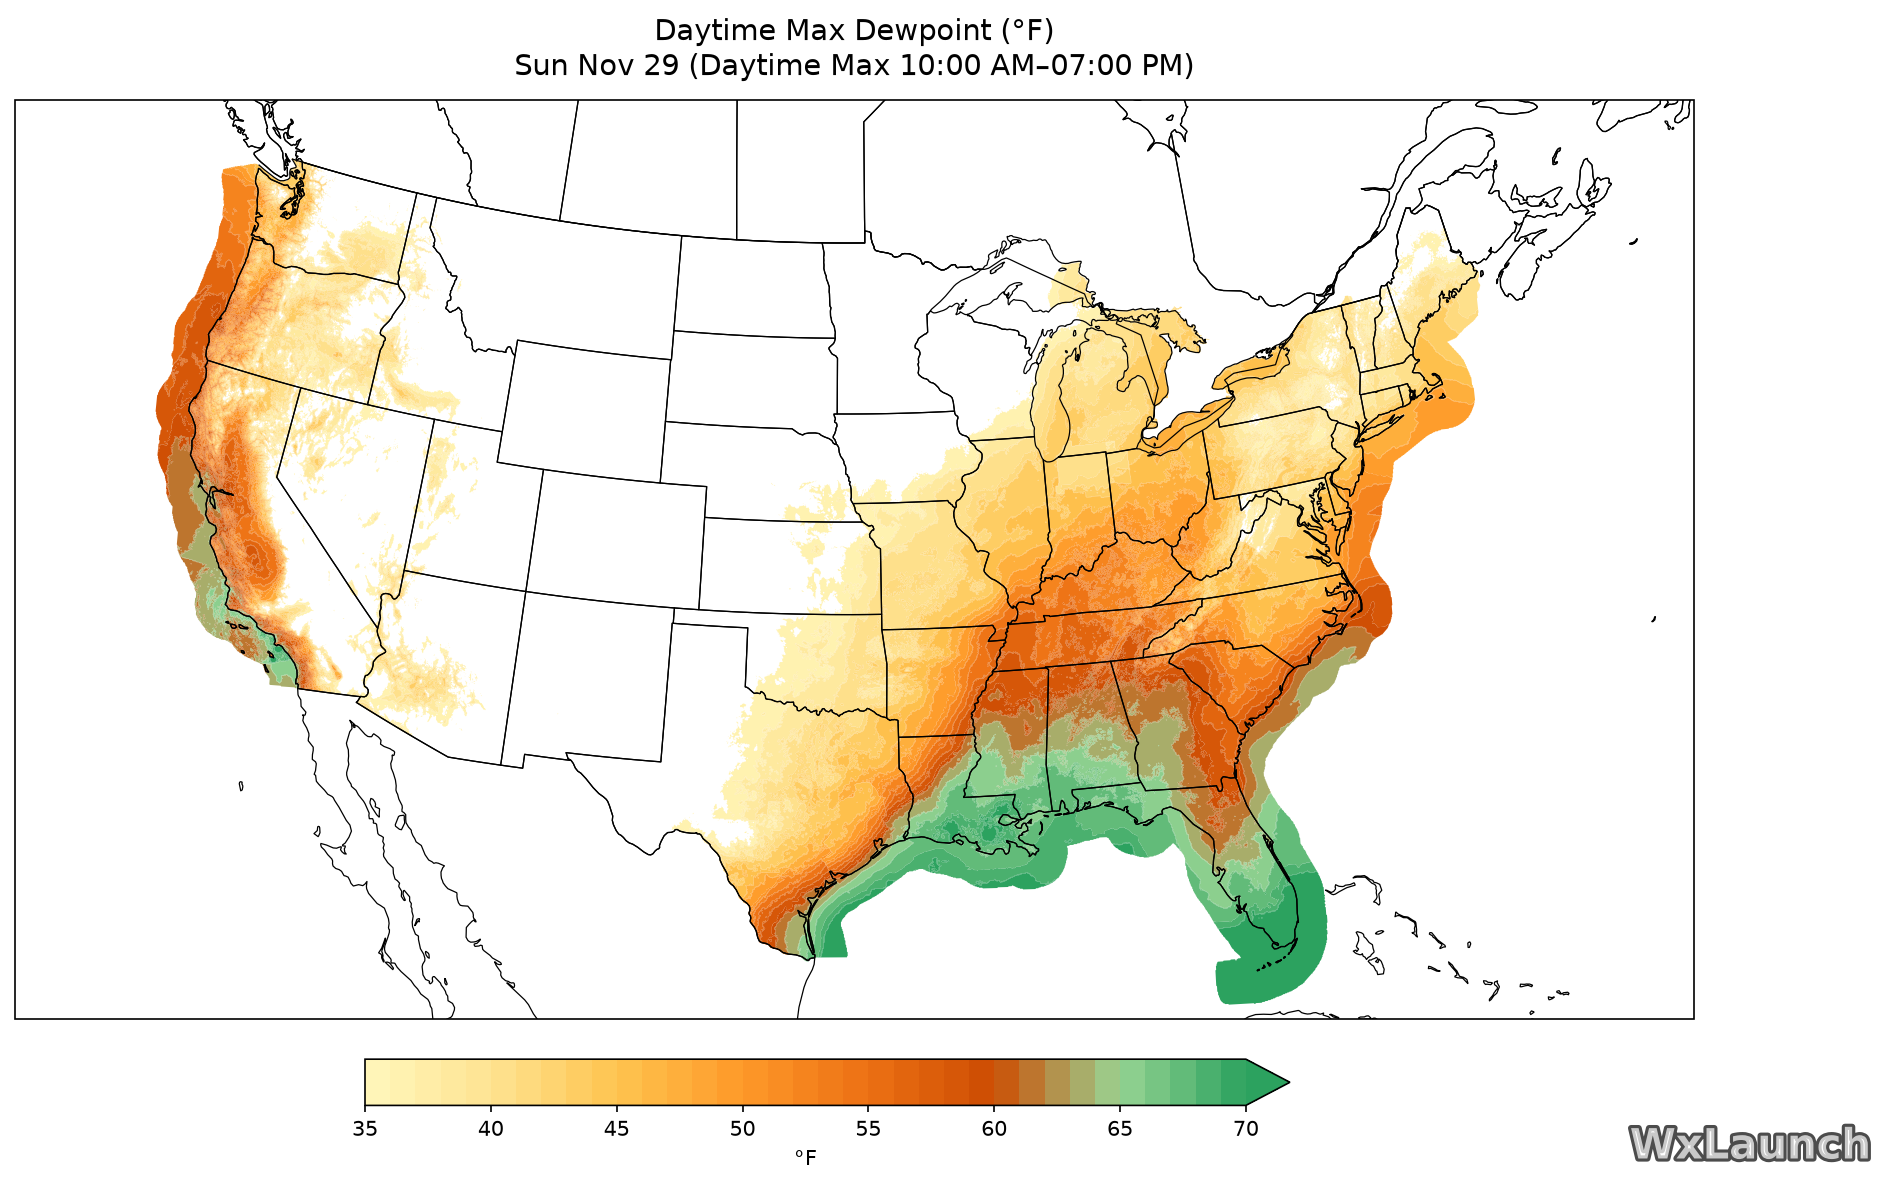 Daytime Max Dewpoint (°F)
Sun Nov 29 (Daytime Max 10:00 AM–07:00 PM)
35 40 45 50 55 60 65 70
°F
WxLaunch